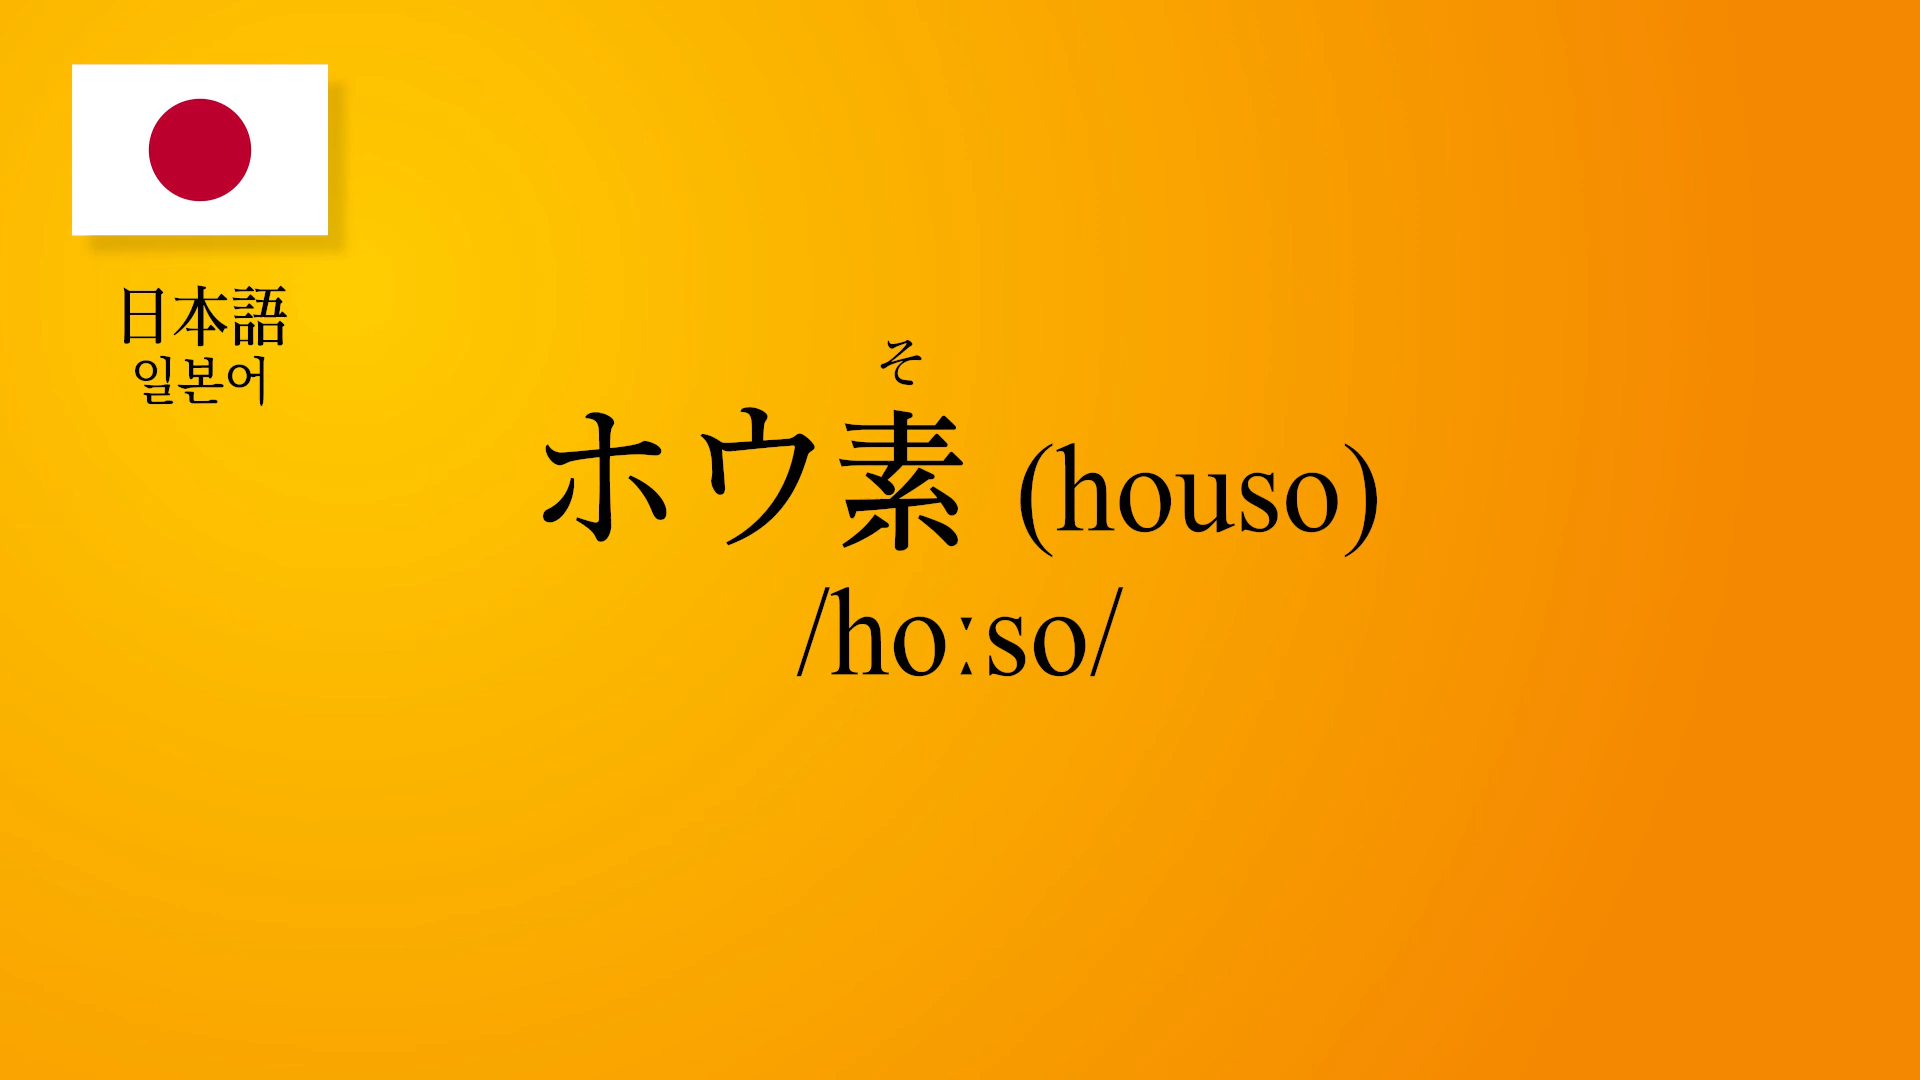 日本語
일본어
そ
ホウ素 (houso)
/hoːso/